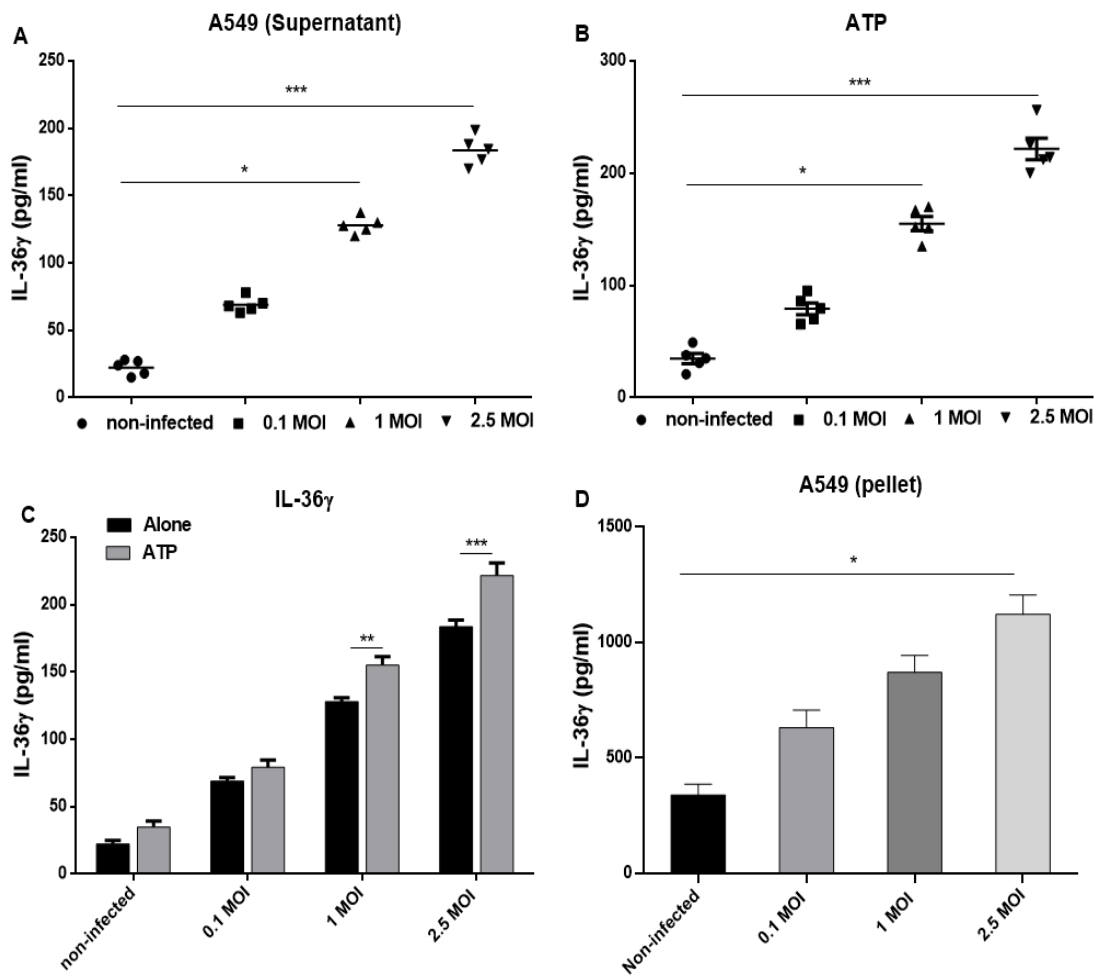 A
A549 (Supernatant)
250
200
150
100
50
0
IL-36γ (pg/ml)
***
*
non-infected 0.1 MOI 1 MOI 2.5 MOI
B
ATP
300
200
100
0
IL-36γ (pg/ml)
***
*
non-infected 0.1 MOI 1 MOI 2.5 MOI
C
IL-36γ
Alone
ATP
250
200
150
100
50
0
IL-36γ (pg/ml)
**
***
non-infected
0.1 MOI
1 MOI
2.5 MOI
D
A549 (pellet)
1500
1000
500
0
IL-36γ (pg/ml)
*
Non-infected
0.1 MOI
1 MOI
2.5 MOI